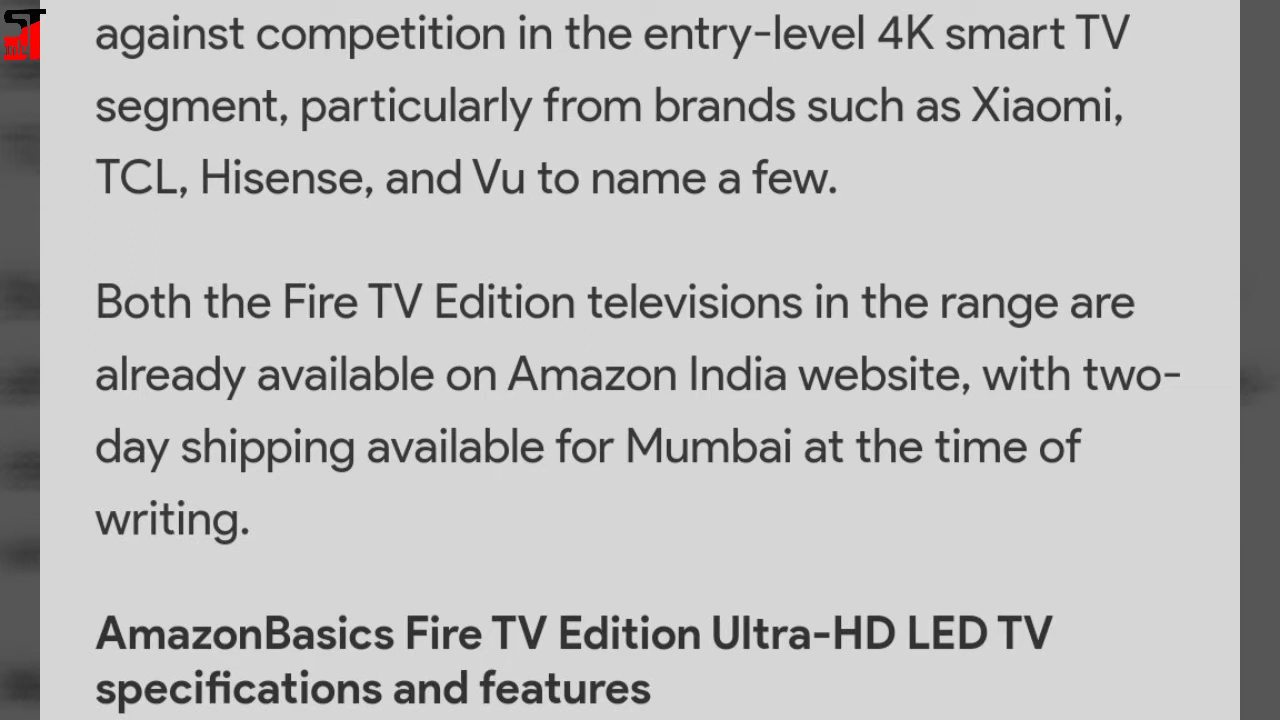 ST
info
against competition in the entry-level 4K smart TV
segment, particularly from brands such as Xiaomi,
TCL, Hisense, and Vu to name a few.
Both the Fire TV Edition televisions in the range are
already available on Amazon India website, with two-
day shipping available for Mumbai at the time of
writing.
AmazonBasics Fire TV Edition Ultra-HD LED TV
specifications and features